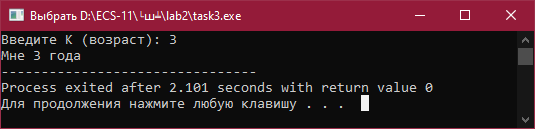 Выбрать D:\ECS-11\└ш╩\lab2\task3.exe
Введите K (возраст): 3
Мне 3 года
--------------------------------
Process exited after 2.101 seconds with return value 0
Для продолжения нажмите любую клавишу . . .